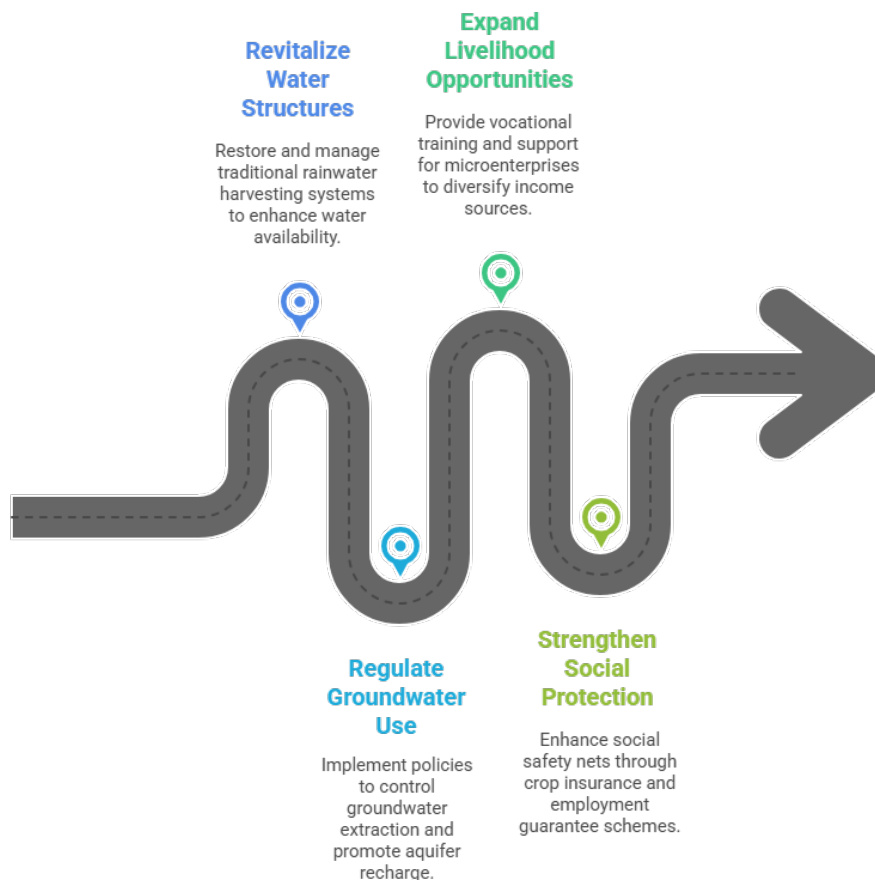 Revitalize
Water
Structures
Restore and manage
traditional rainwater
harvesting systems
to enhance water
availability.
Expand
Livelihood
Opportunities
Provide vocational
training and support
for microenterprises
to diversify income
sources.
Regulate
Groundwater
Use
Implement policies
to control
groundwater
extraction and
promote aquifer
recharge.
Strengthen
Social
Protection
Enhance social
safety nets through
crop insurance and
employment
guarantee schemes.